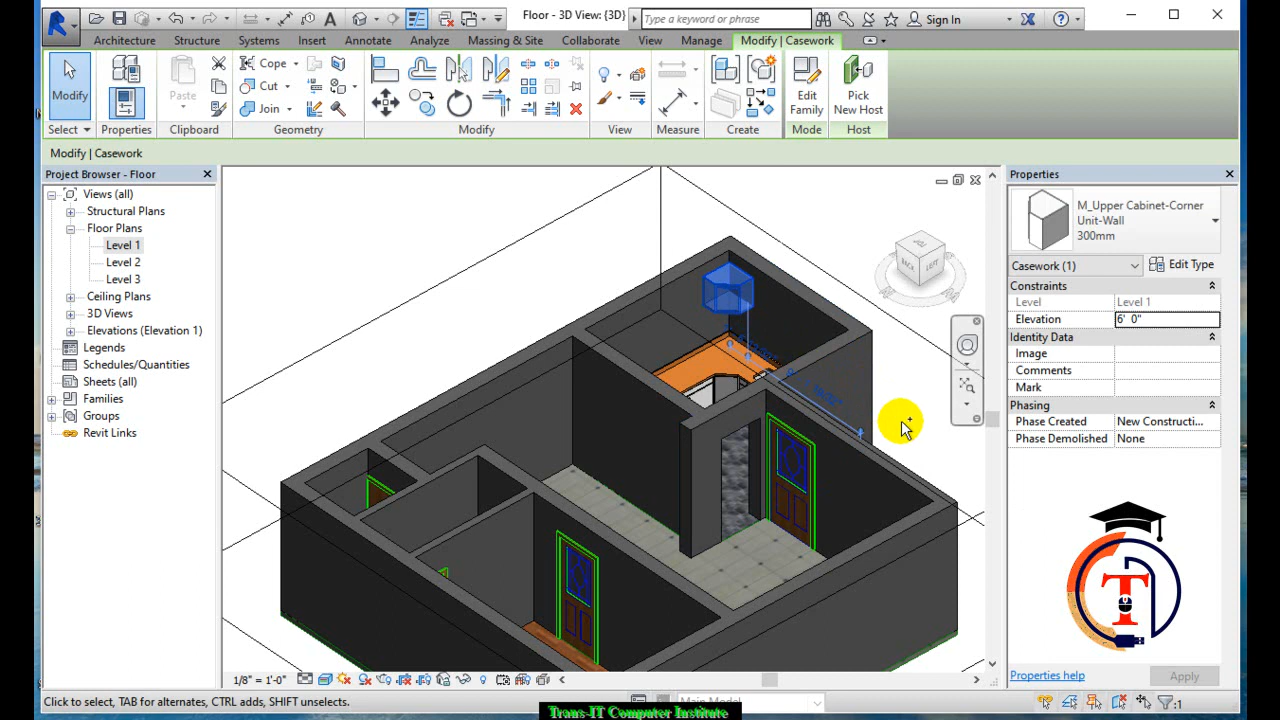 Floor - 3D View: {3D}
Type a keyword or phrase
Sign In
Architecture
Structure
Systems
Insert
Annotate
Analyze
Massing & Site
Collaborate
View
Manage
Modify | Casework
Modify
Select
Properties
Paste
Clipboard
Cope
Cut
Join
Geometry
Modify
View
Measure
Create
Edit
Family
Mode
Pick
New Host
Host
Modify | Casework
Project Browser - Floor
Views (all)
Structural Plans
Floor Plans
Level 1
Level 2
Level 3
Ceiling Plans
3D Views
Elevations (Elevation 1)
Legends
Schedules/Quantities
Sheets (all)
Families
Groups
Revit Links
BACK
LEFT
Properties
M_Upper Cabinet-Corner
Unit-Wall
300mm
Casework (1)
Edit Type
Constraints
Level Level 1
Elevation 6' 0"
Identity Data
Image
Comments
Mark
Phasing
Phase Created New Constructi...
Phase Demolished None
T
Properties help
Apply
1/8" = 1'-0"
Click to select, TAB for alternates, CTRL adds, SHIFT unselects.
Main Model
:1
Trans-IT Computer Institute